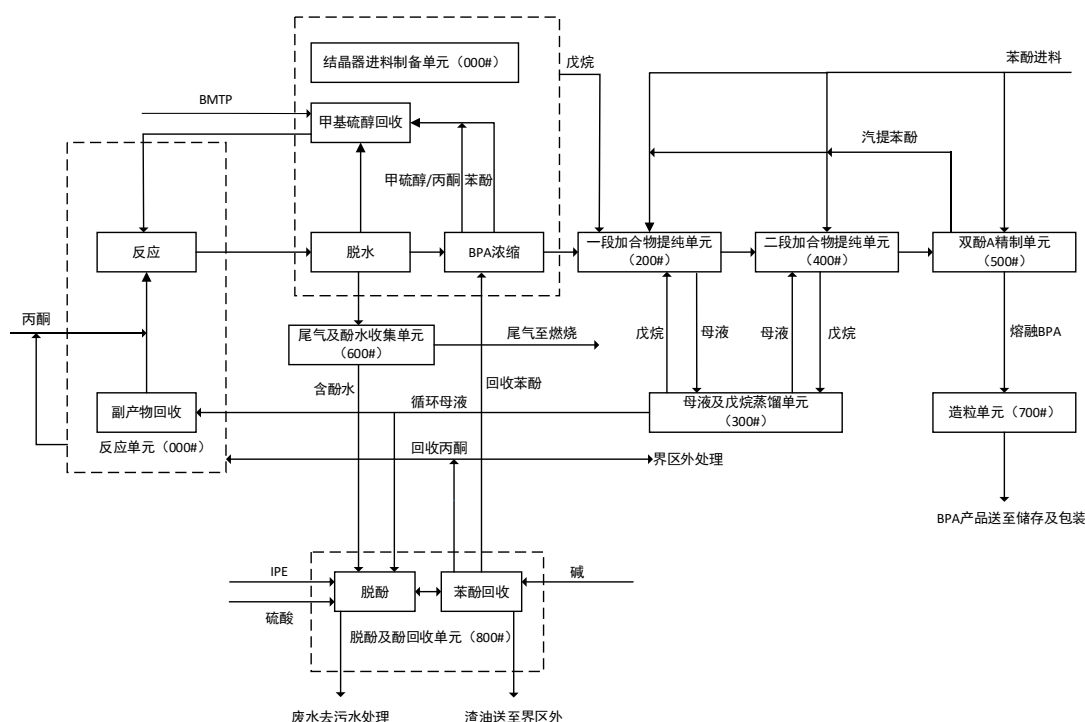 苯酚进料
结晶器进料制备单元（000#）
戊烷
BMTP
甲基硫醇回收
汽提苯酚
甲硫醇/丙酮
苯酚
反应
脱水
BPA浓缩
一段加合物提纯单元
（200#）
二段加合物提纯单元
（400#）
双酚A精制单元
（500#）
丙酮
尾气及酚水收集单元
（600#）
尾气至燃烧
戊烷
母液
母液
戊烷
熔融BPA
含酚水
回收苯酚
副产物回收
循环母液
母液及戊烷蒸馏单元
（300#）
造粒单元（700#）
反应单元（000#）
回收丙酮
界区外处理
BPA产品送至储存及包装
IPE
脱酚
苯酚回收
碱
硫酸
脱酚及酚回收单元（800#）
废水去污水处理
渣油送至界区外